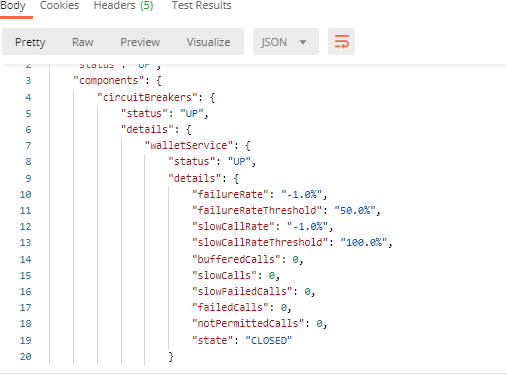 Body Cookies Headers (5) Test Results
Pretty Raw Preview Visualize JSON
2 "status": "UP",
3 "components": {
4 "circuitBreakers": {
5 "status": "UP",
6 "details": {
7 "walletService": {
8 "status": "UP",
9 "details": {
10 "failureRate": "-1.0%",
11 "failureRateThreshold": "50.0%",
12 "slowCallRate": "-1.0%",
13 "slowCallRateThreshold": "100.0%",
14 "bufferedCalls": 0,
15 "slowCalls": 0,
16 "slowFailedCalls": 0,
17 "failedCalls": 0,
18 "notPermittedCalls": 0,
19 "state": "CLOSED"
20 }